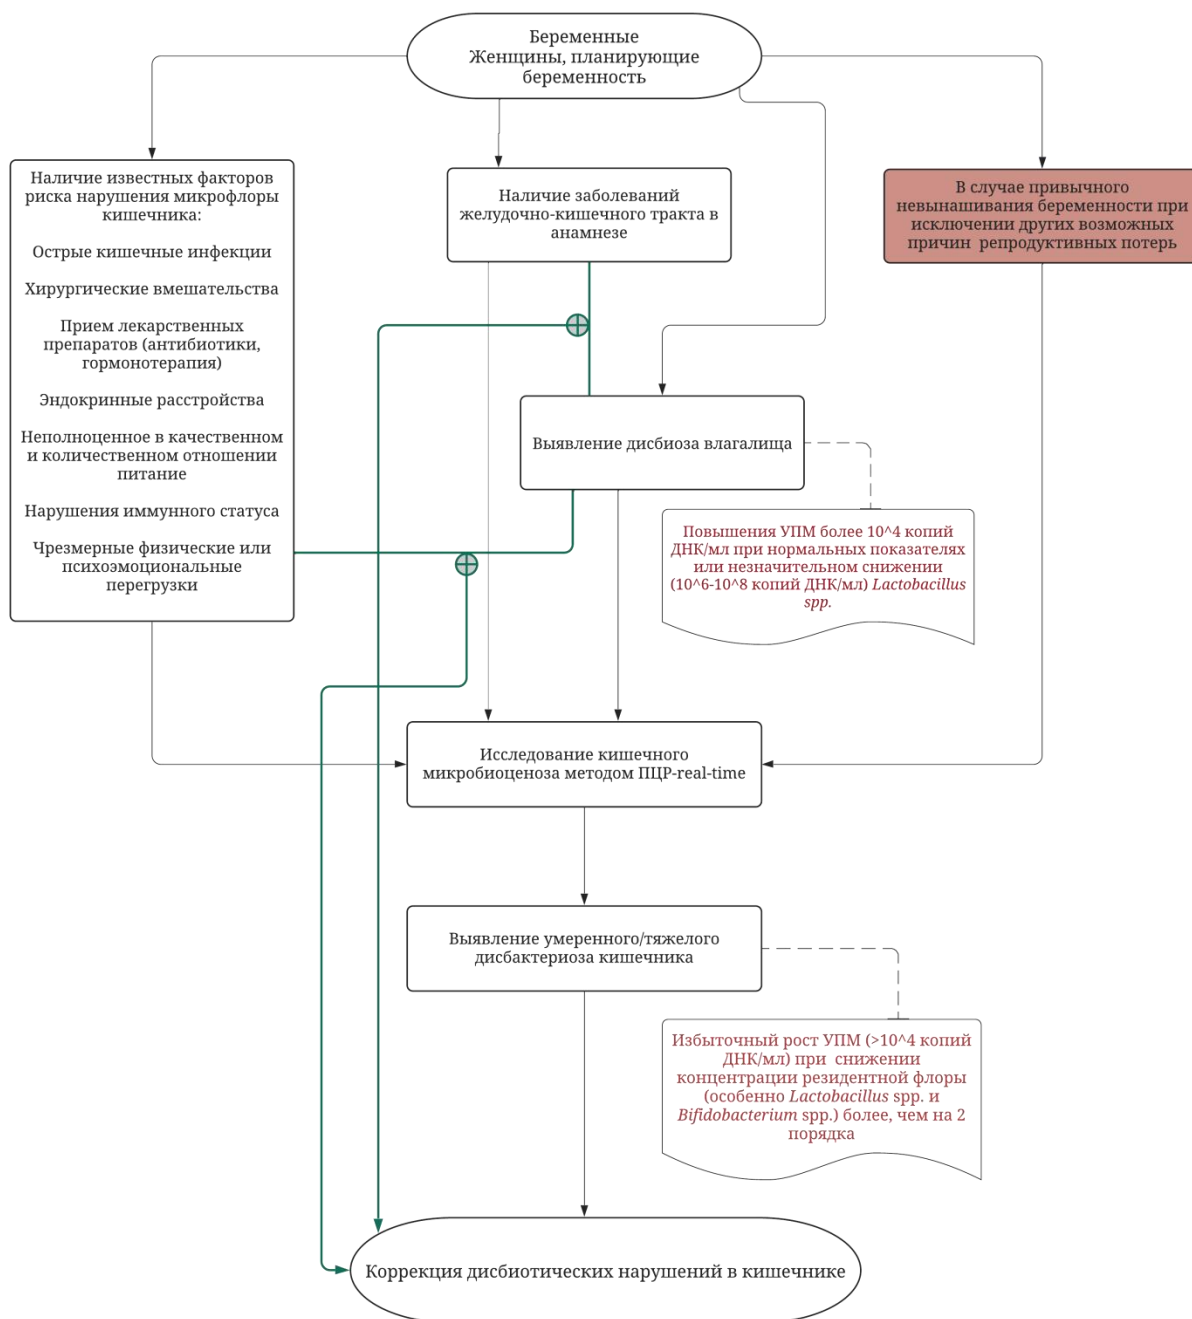 Беременные
Женщины, планирующие
беременность
Наличие известных факторов
риска нарушения микрофлоры
кишечника:
Острые кишечные инфекции
Хирургические вмешательства
Прием лекарственных
препаратов (антибиотики,
гормонотерапия)
Эндокринные расстройства
Неполноценное в качественном
и количественном отношении
питание
Нарушения иммунного статуса
Чрезмерные физические или
психоэмоциональные
перегрузки
Наличие заболеваний
желудочно-кишечного тракта в
анамнезе
В случае привычного
невынашивания беременности при
исключении других возможных
причин репродуктивных потерь
Выявление дисбиоза влагалища
Повышения УПМ более 10^4 копий
ДНК/мл при нормальных показателях
или незначительном снижении
(10^6-10^8 копий ДНК/мл) Lactobacillus
spp.
Исследование кишечного
микробиоценоза методом ПЦР-real-time
Выявление умеренного/тяжелого
дисбактериоза кишечника
Избыточный рост УПМ (>10^4 копий
ДНК/мл) при снижении
концентрации резидентной флоры
(особенно Lactobacillus spp. и
Bifidobacterium spp.) более, чем на 2
порядка
Коррекция дисбиотических нарушений в кишечнике